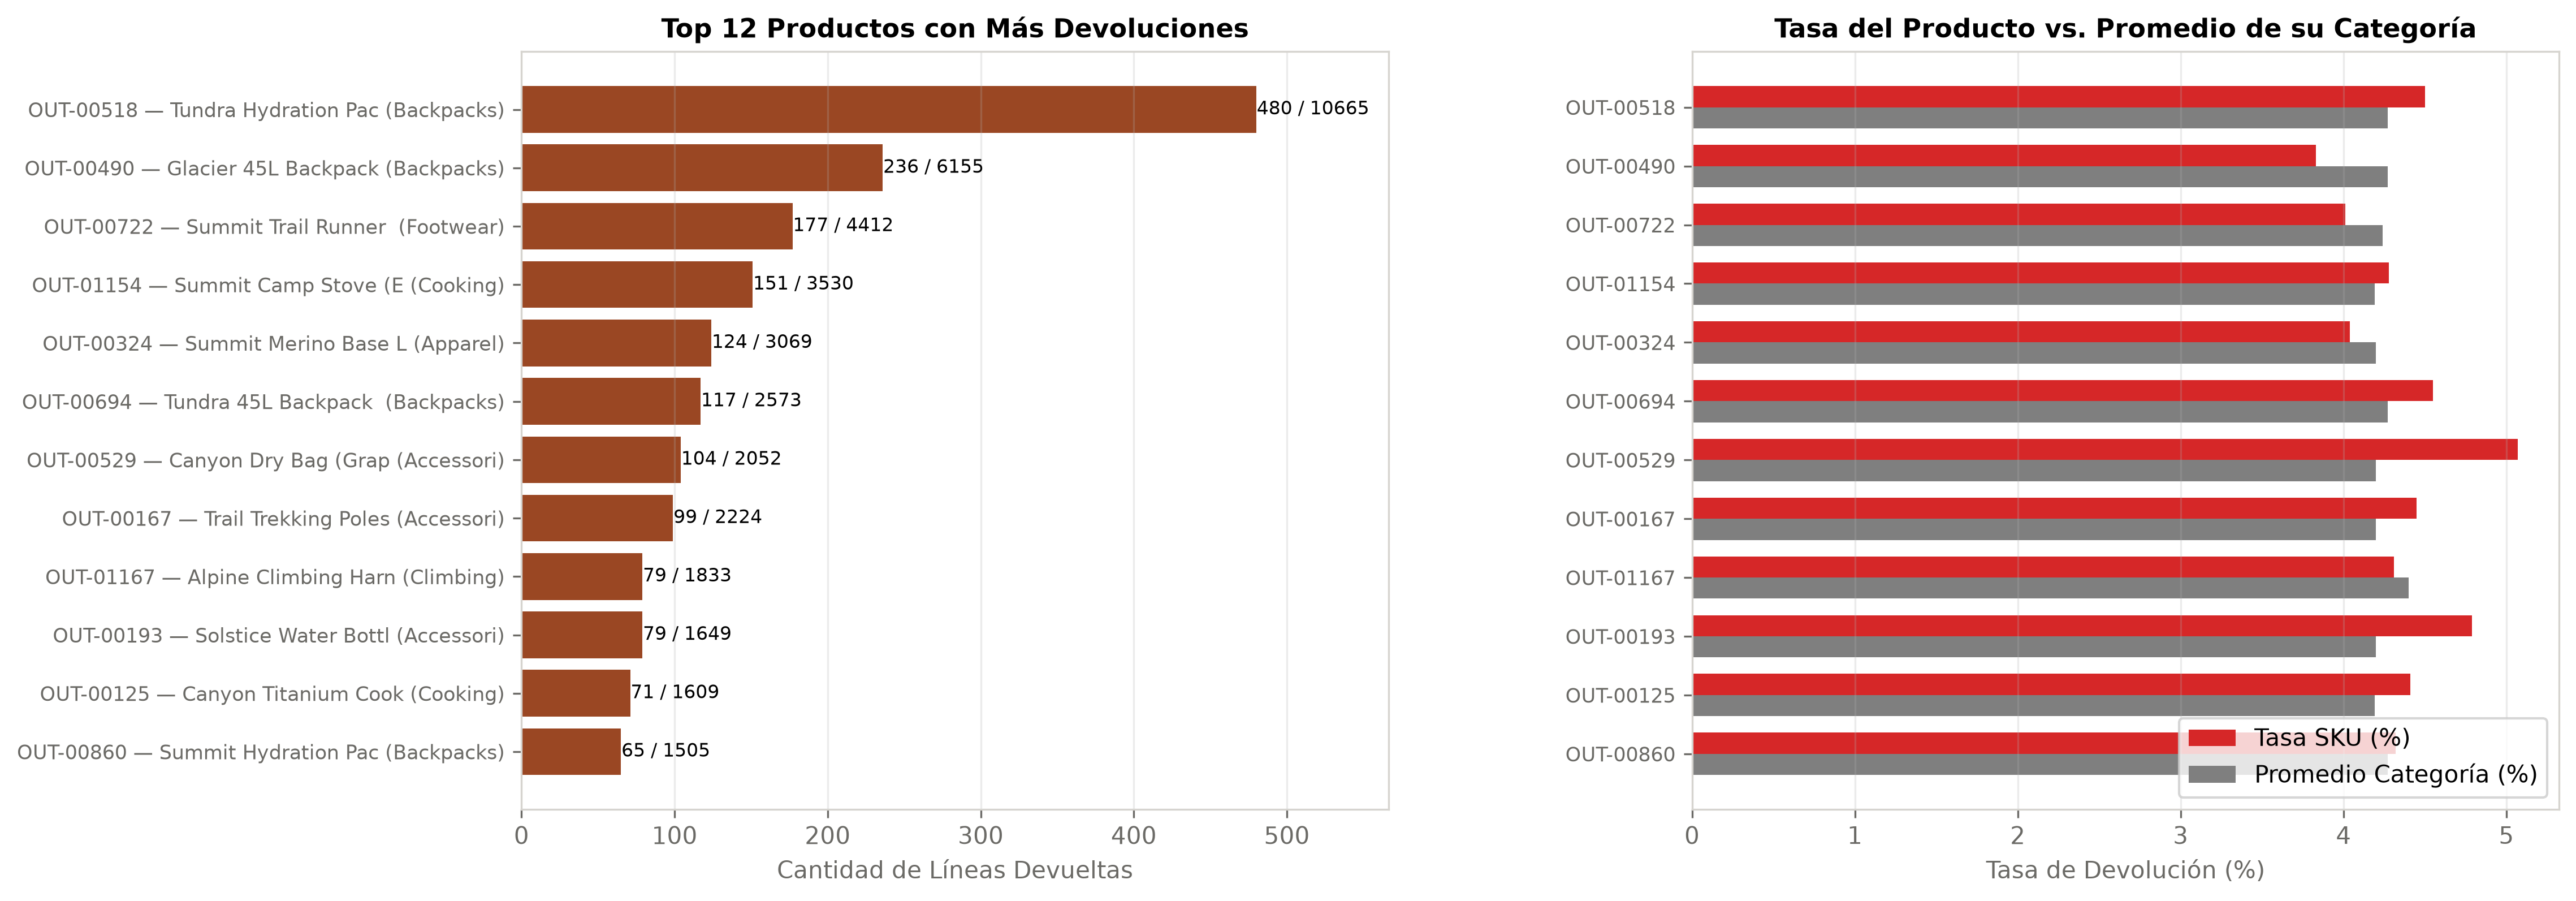 Top 12 Productos con Más Devoluciones
OUT-00518 — Tundra Hydration Pac (Backpacks)
480 / 10665
OUT-00490 — Glacier 45L Backpack (Backpacks)
236 / 6155
OUT-00722 — Summit Trail Runner  (Footwear)
177 / 4412
OUT-01154 — Summit Camp Stove (E (Cooking)
151 / 3530
OUT-00324 — Summit Merino Base L (Apparel)
124 / 3069
OUT-00694 — Tundra 45L Backpack  (Backpacks)
117 / 2573
OUT-00529 — Canyon Dry Bag (Grap (Accessori)
104 / 2052
OUT-00167 — Trail Trekking Poles (Accessori)
99 / 2224
OUT-01167 — Alpine Climbing Harn (Climbing)
79 / 1833
OUT-00193 — Solstice Water Bottl (Accessori)
79 / 1649
OUT-00125 — Canyon Titanium Cook (Cooking)
71 / 1609
OUT-00860 — Summit Hydration Pac (Backpacks)
65 / 1505
0 100 200 300 400 500
Cantidad de Líneas Devueltas
Tasa del Producto vs. Promedio de su Categoría
OUT-00518
OUT-00490
OUT-00722
OUT-01154
OUT-00324
OUT-00694
OUT-00529
OUT-00167
OUT-01167
OUT-00193
OUT-00125
OUT-00860
Tasa SKU (%)
Promedio Categoría (%)
0 1 2 3 4 5
Tasa de Devolución (%)